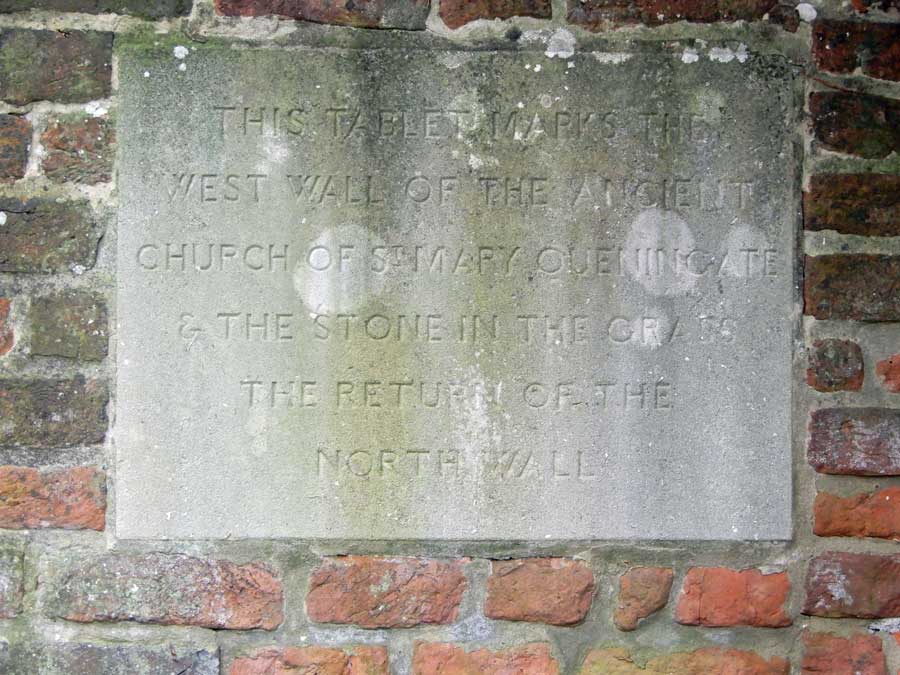 THIS TABLET MARKS THE
WEST WALL OF THE ANCIENT
CHURCH OF ST MARY QUENINGATE
& THE STONE IN THE GRASS
THE RETURN OF THE
NORTH WALL